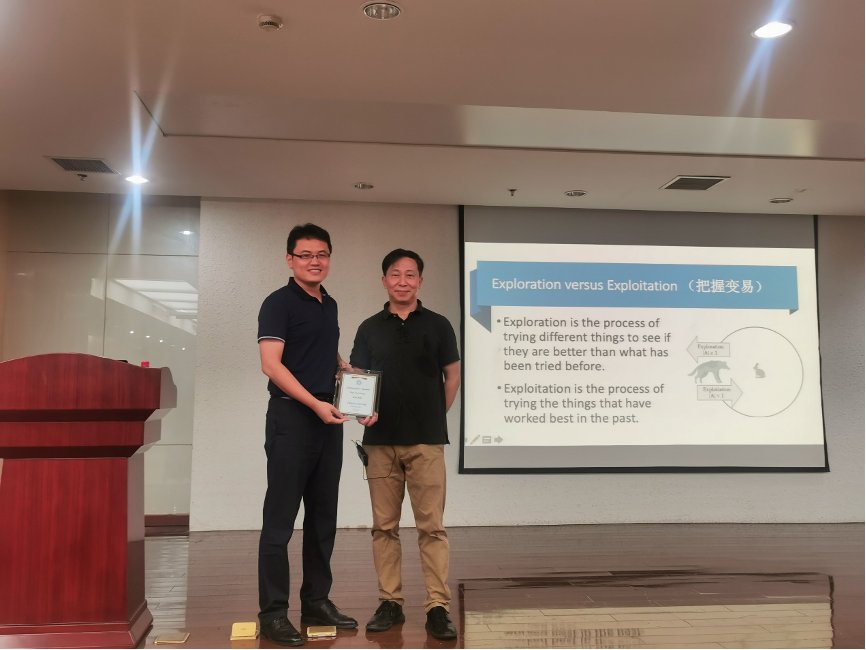 Exploration versus Exploitation （把握变易）
• Exploration is the process of
trying different things to see if
they are better than what has
been tried before.
• Exploitation is the process of
trying the things that have
worked best in the past.
Exploration
|A| > 1
Exploitation